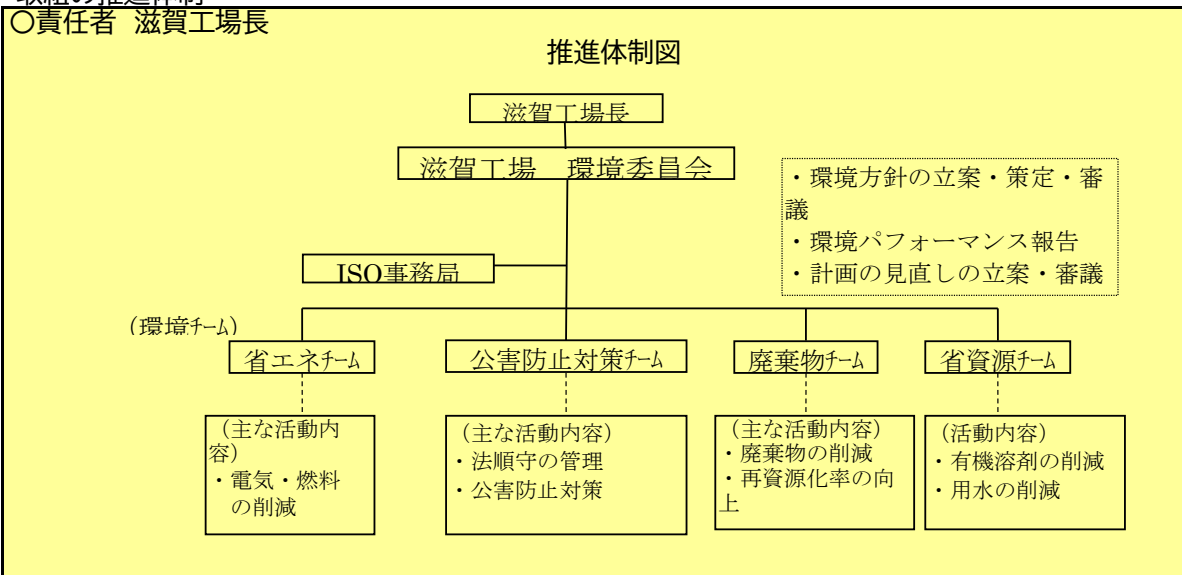 取組の推進体制
〇責任者 滋賀工場長
推進体制図
滋賀工場長
滋賀工場 環境委員会
・環境方針の立案・策定・審
議
・環境パフォーマンス報告
・計画の見直しの立案・審議
ISO事務局
(環境ﾁｰﾑ)
省エネﾁｰﾑ
公害防止対策ﾁｰﾑ
廃棄物ﾁｰﾑ
省資源ﾁｰﾑ
(主な活動内
容)
・電気・燃料
の削減
(主な活動内容)
・法順守の管理
・公害防止対策
(主な活動内容)
・廃棄物の削減
・再資源化率の向
上
(活動内容)
・有機溶剤の削減
・用水の削減